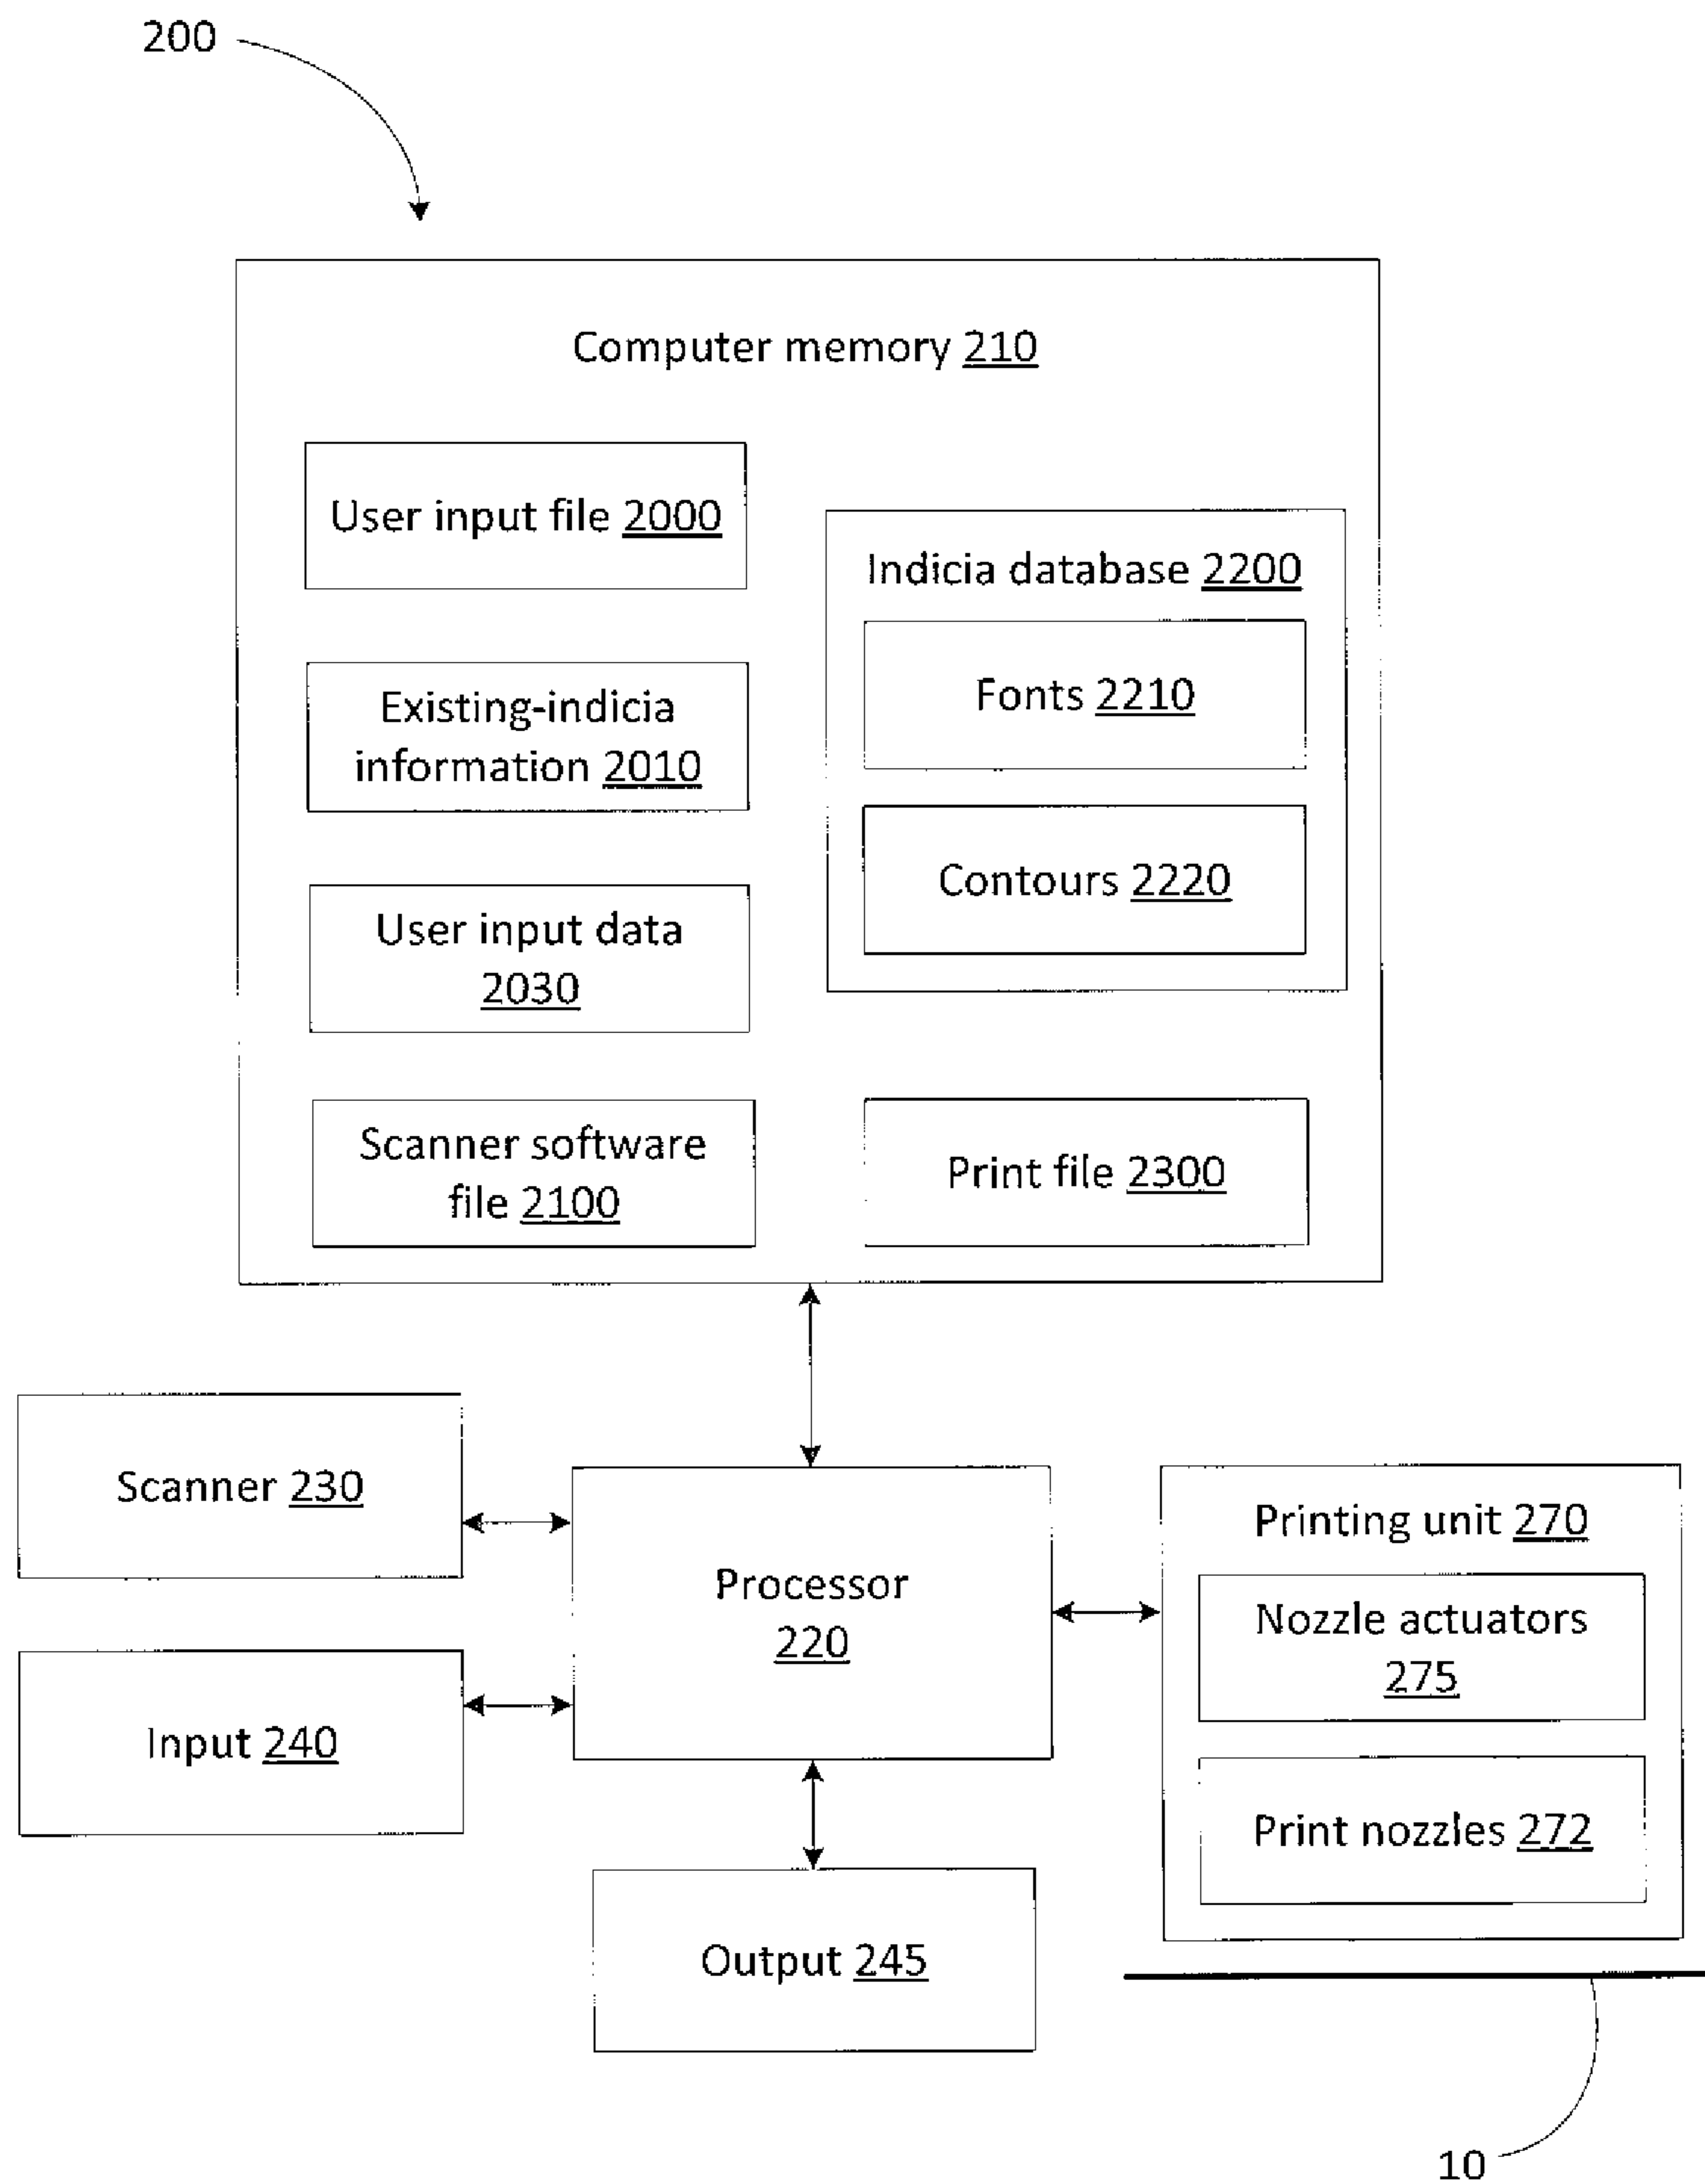 200
Computer memory 210
User input file 2000
Indicia database 2200
Fonts 2210
Existing-indicia
information 2010
Contours 2220
User input data
2030
Scanner software
file 2100
Print file 2300
Scanner 230
Processor
220
Printing unit 270
Nozzle actuators
275
Input 240
Print nozzles 272
Output 245
10